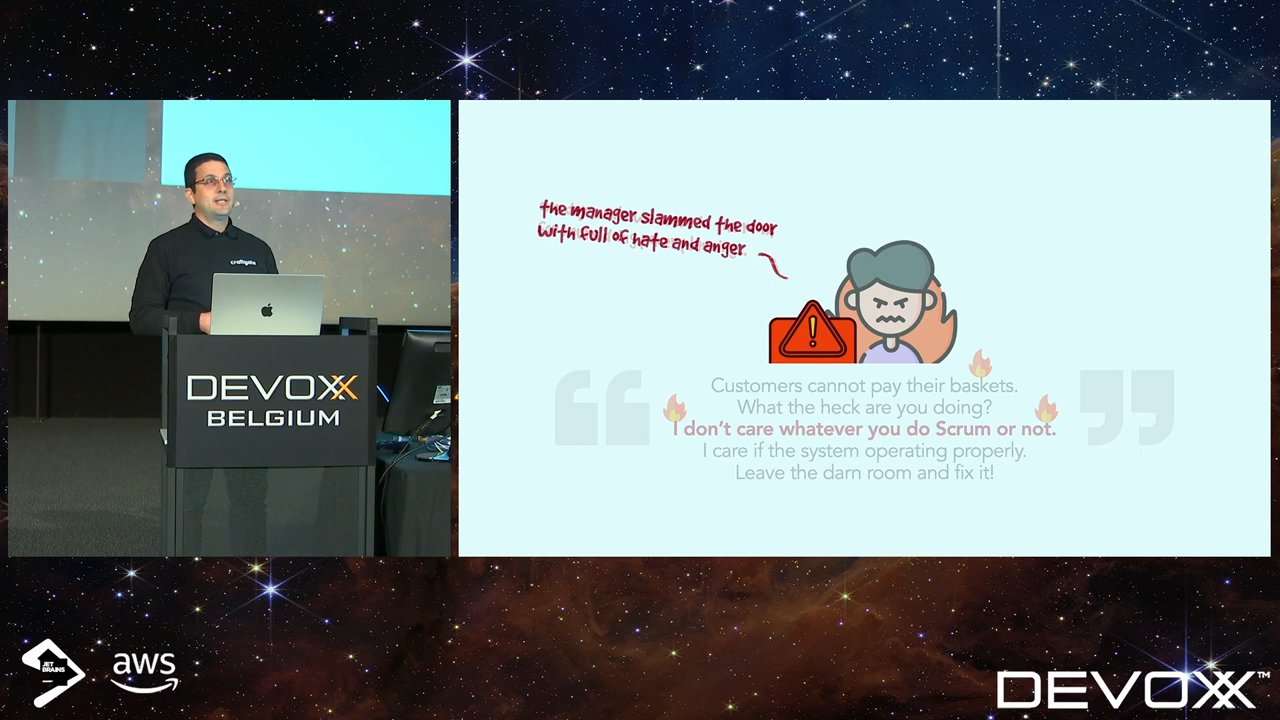 craftgate
DEVOXX
BELGIUM
the manager slammed the door
with full of hate and anger
Customers cannot pay their baskets.
What the heck are you doing?
I don't care whatever you do Scrum or not.
I care if the system operating properly.
Leave the darn room and fix it!
JET
BRAINS
aws
DEVOXX™